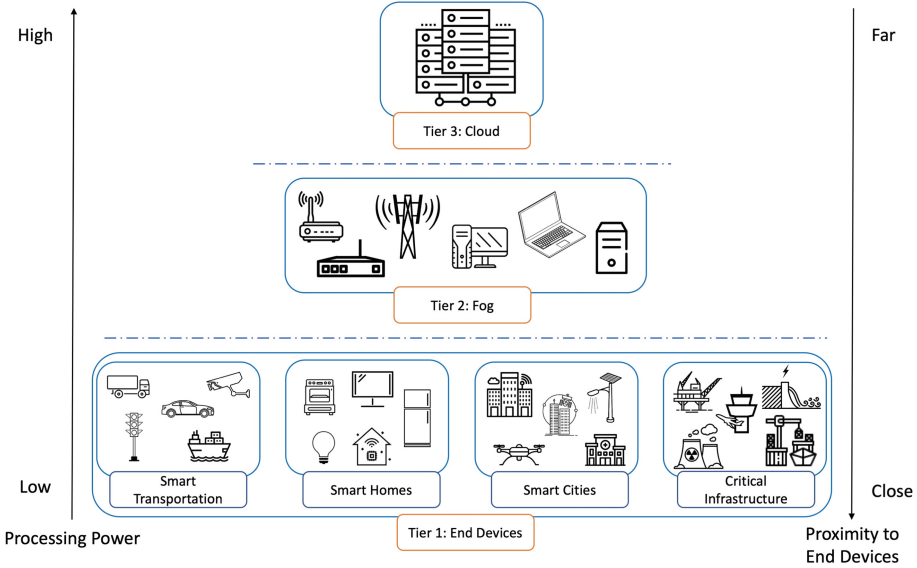 High
Far
Tier 3: Cloud
Tier 2: Fog
Smart
Transportation
Smart Homes
Smart Cities
Critical
Infrastructure
Low
Close
Tier 1: End Devices
Processing Power
Proximity to
End Devices